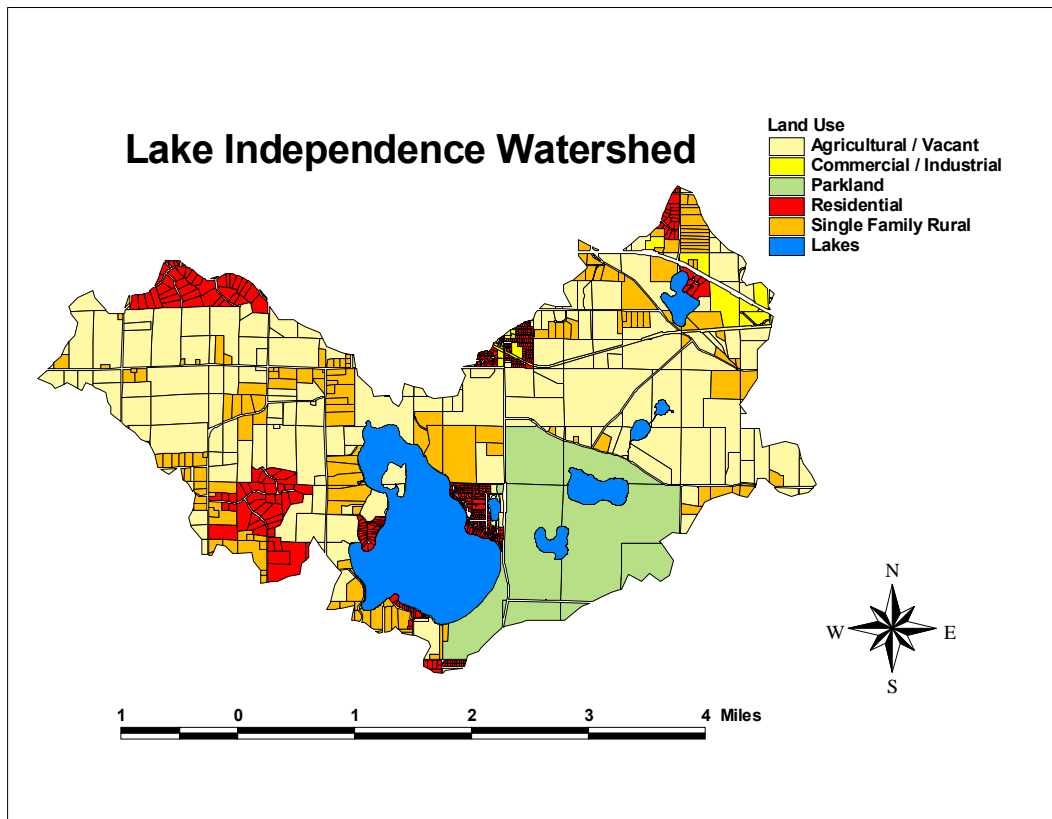 Lake Independence Watershed
Land Use
Agricultural / Vacant
Commercial / Industrial
Parkland
Residential
Single Family Rural
Lakes
N
W E
S
1 0 1 2 3 4 Miles